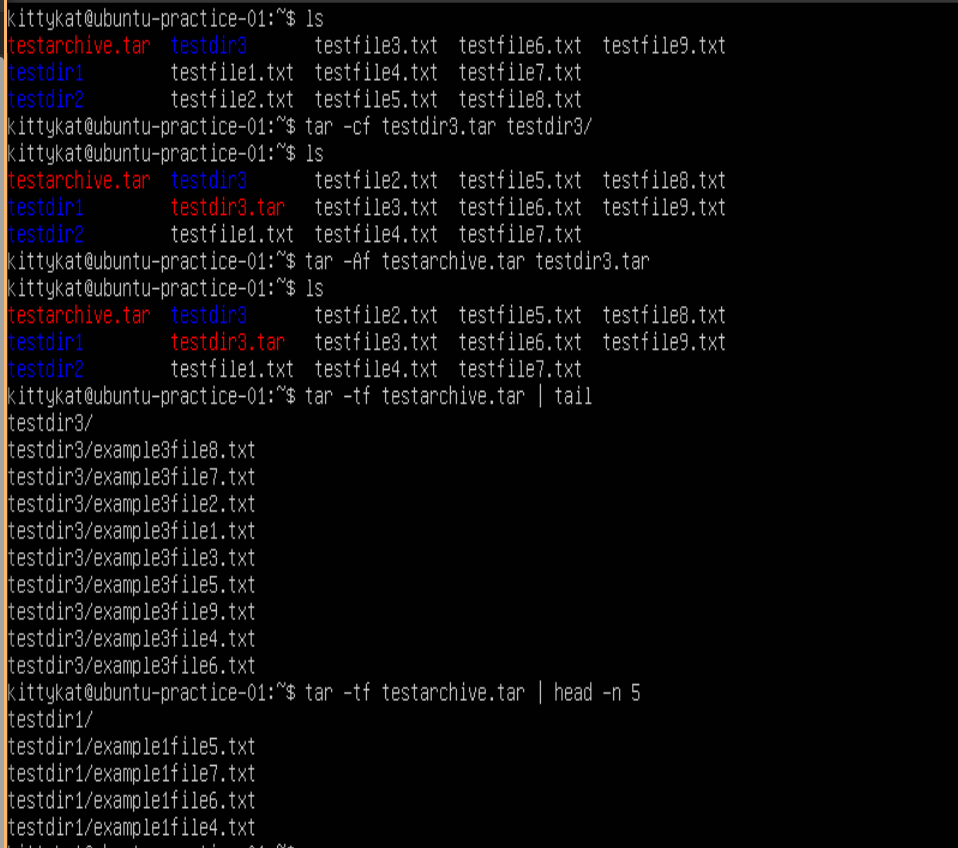 kittykat@ubuntu-practice-01:~$ ls
testarchive.tar testdir3 testfile3.txt testfile6.txt testfile9.txt
testdir1 testfile1.txt testfile4.txt testfile7.txt
testdir2 testfile2.txt testfile5.txt testfile8.txt
kittykat@ubuntu-practice-01:~$ tar -cf testdir3.tar testdir3/
kittykat@ubuntu-practice-01:~$ ls
testarchive.tar testdir3 testfile2.txt testfile5.txt testfile8.txt
testdir1 testdir3.tar testfile3.txt testfile6.txt testfile9.txt
testdir2 testfile1.txt testfile4.txt testfile7.txt
kittykat@ubuntu-practice-01:~$ tar -Af testarchive.tar testdir3.tar
kittykat@ubuntu-practice-01:~$ ls
testarchive.tar testdir3 testfile2.txt testfile5.txt testfile8.txt
testdir1 testdir3.tar testfile3.txt testfile6.txt testfile9.txt
testdir2 testfile1.txt testfile4.txt testfile7.txt
kittykat@ubuntu-practice-01:~$ tar -tf testarchive.tar | tail
testdir3/
testdir3/example3file8.txt
testdir3/example3file7.txt
testdir3/example3file2.txt
testdir3/example3file1.txt
testdir3/example3file3.txt
testdir3/example3file5.txt
testdir3/example3file9.txt
testdir3/example3file4.txt
testdir3/example3file6.txt
kittykat@ubuntu-practice-01:~$ tar -tf testarchive.tar | head -n 5
testdir1/
testdir1/example1file5.txt
testdir1/example1file7.txt
testdir1/example1file6.txt
testdir1/example1file4.txt